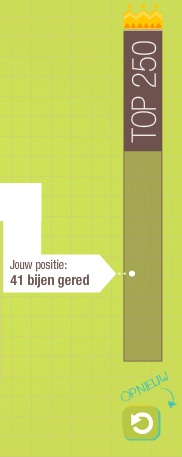 TOP 250
Jouw positie:
41 bijen gered
OPNIEUW